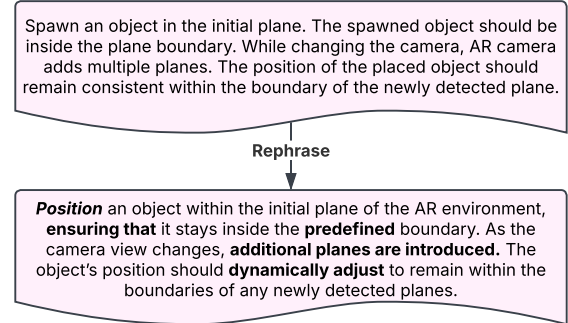 Spawn an object in the initial plane. The spawned object should be
inside the plane boundary. While changing the camera, AR camera
adds multiple planes. The position of the placed object should
remain consistent within the boundary of the newly detected plane.
Rephrase
Position an object within the initial plane of the AR environment,
ensuring that it stays inside the predefined boundary. As the
camera view changes, additional planes are introduced. The
object's position should dynamically adjust to remain within the
boundaries of any newly detected planes.